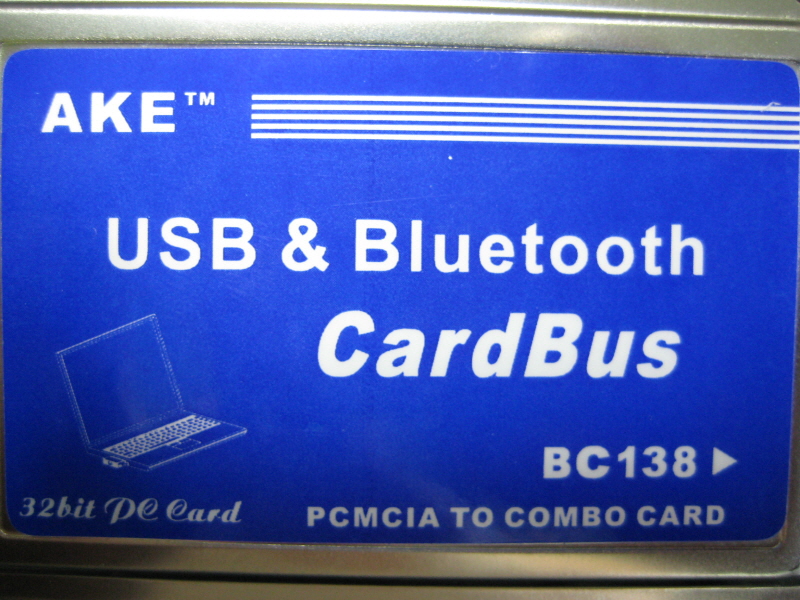 AKE™
USB & Bluetooth
CardBus
BC138
32bit PC Card
PCMCIA TO COMBO CARD